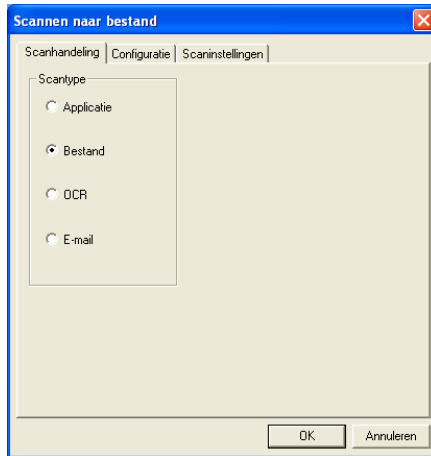 Scannen naar bestand
Scanhandeling Configuratie Scaninstellingen
Scantype
Applicatie
Bestand
OCR
E-mail
OK Annuleren